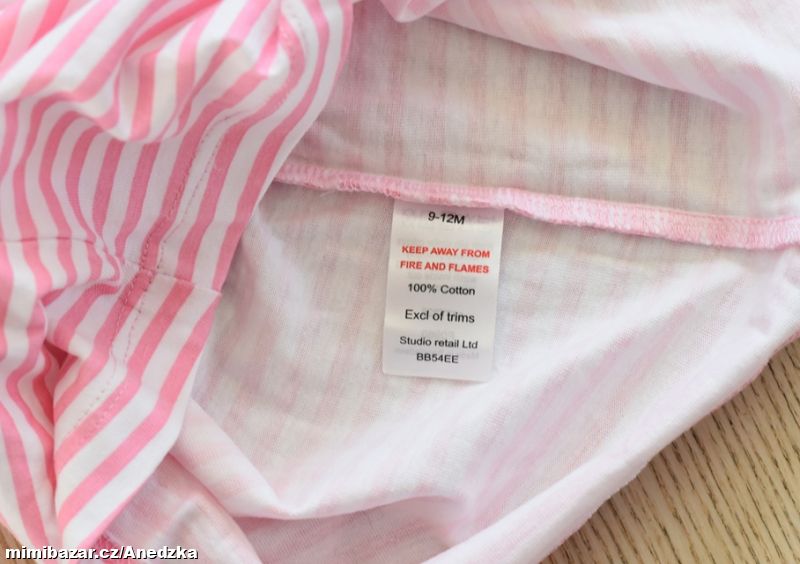 9-12M
KEEP AWAY FROM
FIRE AND FLAMES
100% Cotton
Excl of trims
Studio retail Ltd
BB54EE
mimibazar.cz/Anedzka